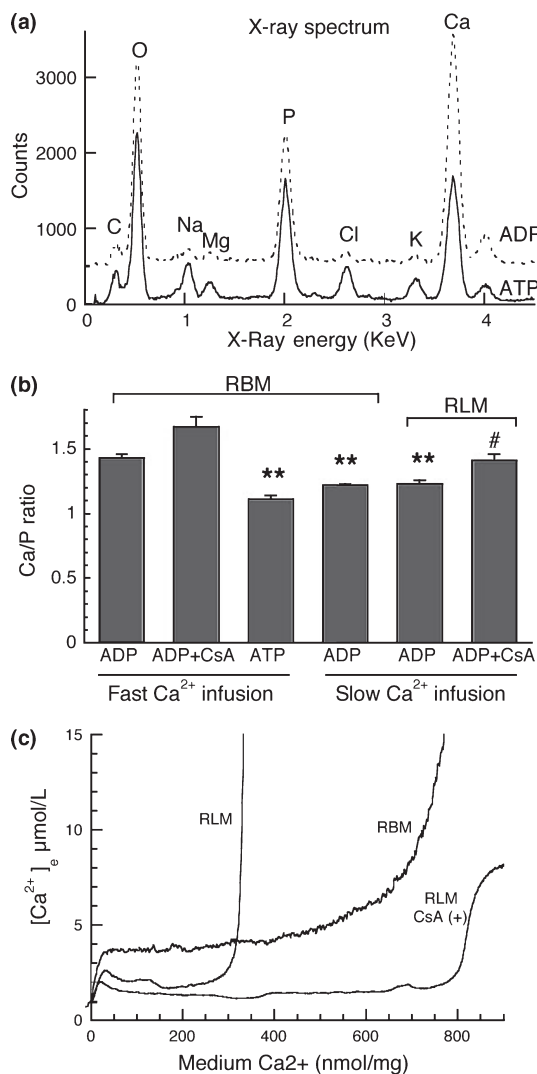 (a)
X-ray spectrum
Counts
3000
2000
1000
0
O
Ca
P
C
Na
Mg
Cl
K
ADP
ATP
0 1 2 3 4
X-Ray energy (KeV)
(b)
RBM
RLM
Ca/P ratio
1.5
1
0.5
0
** ** ** #
ADP ADP+CsA ATP ADP ADP ADP+CsA
Fast Ca²⁺ infusion Slow Ca²⁺ infusion
(c)
[Ca²⁺]ₑ µmol/L
15
10
5
0
RLM
RBM
RLM
CsA (+)
0 200 400 600 800
Medium Ca2+ (nmol/mg)